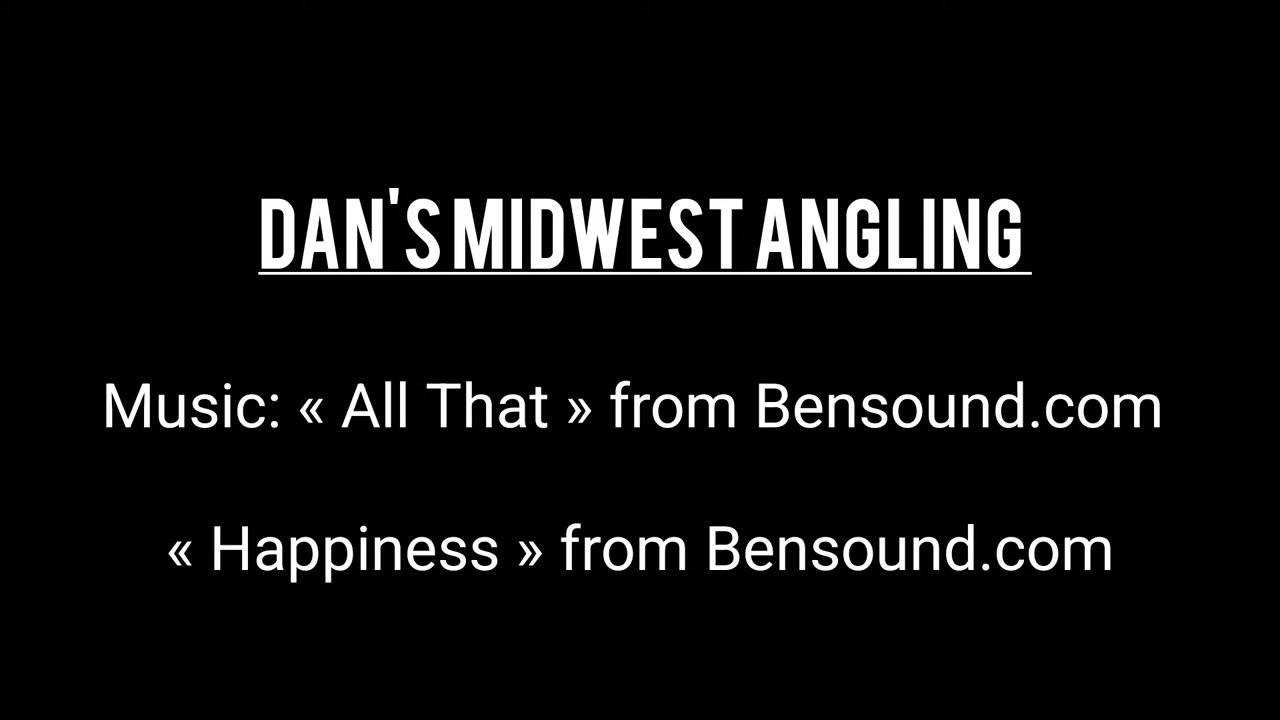 DAN'S MIDWEST ANGLING
Music: « All That » from Bensound.com
« Happiness » from Bensound.com